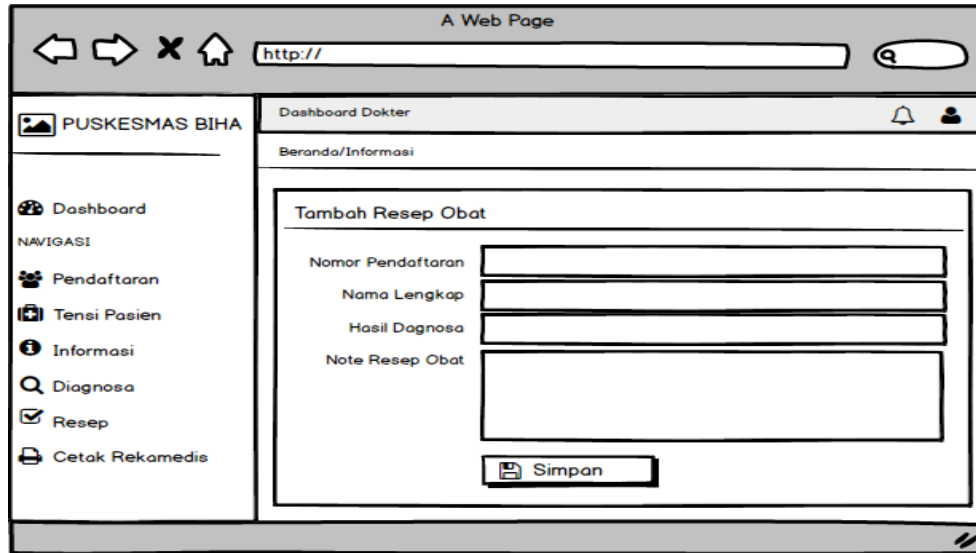 A Web Page
http://
PUSKESMAS BIHA
Dashboard Dokter
Beranda/Informasi
Dashboard
NAVIGASI
Pendaftaran
Tensi Pasien
Informasi
Diagnosa
Resep
Cetak Rekamedis
Tambah Resep Obat
Nomor Pendaftaran
Nama Lengkap
Hasil Dagnosa
Note Resep Obat
Simpan